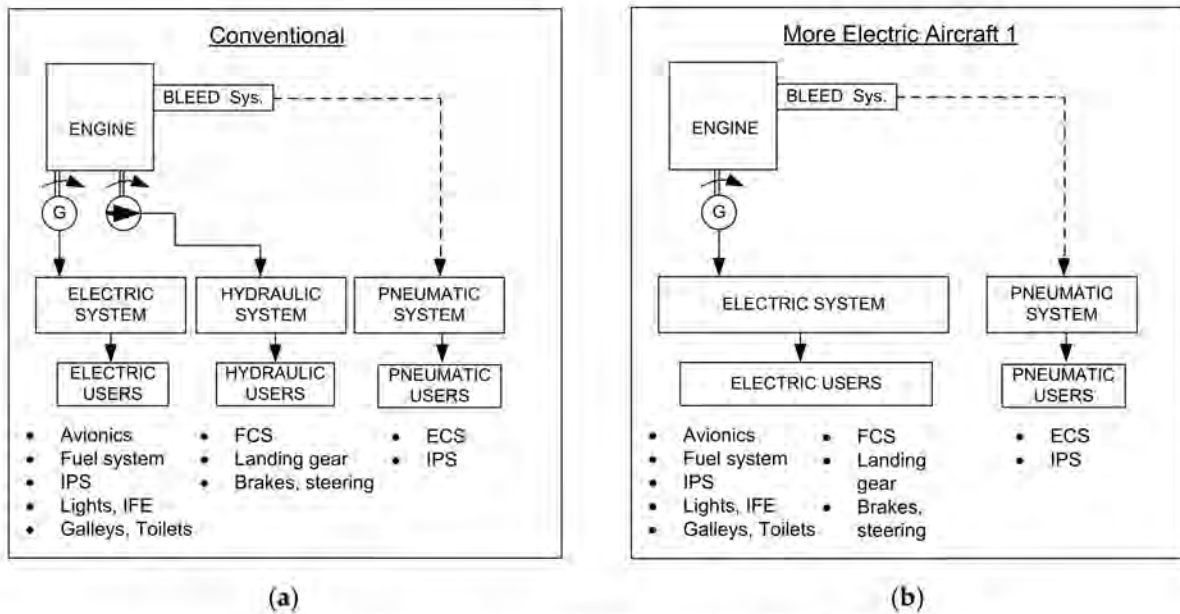 Conventional
BLEED Sys.
ENGINE
G
ELECTRIC
SYSTEM
HYDRAULIC
SYSTEM
PNEUMATIC
SYSTEM
ELECTRIC
USERS
HYDRAULIC
USERS
PNEUMATIC
USERS
• Avionics
• Fuel system
• IPS
• Lights, IFE
• Galleys, Toilets
• FCS
• Landing gear
• Brakes, steering
• ECS
• IPS
(a)
More Electric Aircraft 1
BLEED Sys.
ENGINE
G
ELECTRIC SYSTEM
PNEUMATIC
SYSTEM
ELECTRIC USERS
PNEUMATIC
USERS
• Avionics
• Fuel system
• IPS
• Lights, IFE
• Galleys, Toilets
• FCS
• Landing
gear
• Brakes,
steering
• ECS
• IPS
(b)